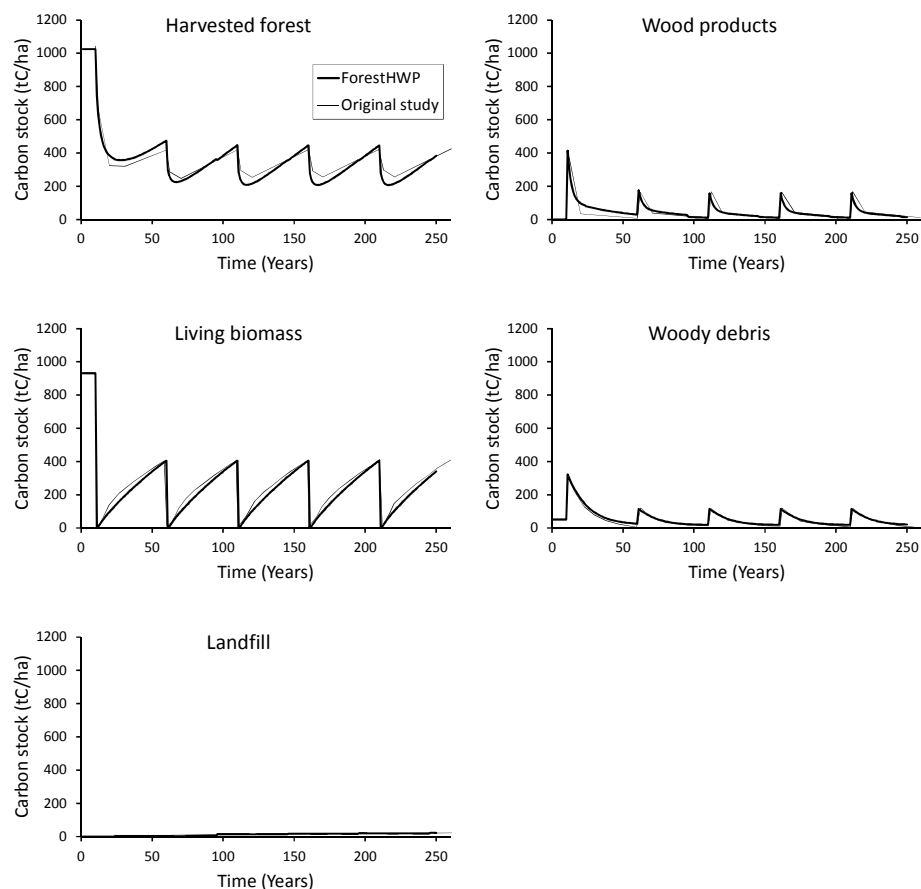 Harvested forest
Carbon stock (tC/ha)
1200
1000
800
600
400
200
0
ForestHWP
Original study
0 50 100 150 200 250
Time (Years)
Wood products
Carbon stock (tC/ha)
1200
1000
800
600
400
200
0
0 50 100 150 200 250
Time (Years)
Living biomass
Carbon stock (tC/ha)
1200
1000
800
600
400
200
0
0 50 100 150 200 250
Time (Years)
Woody debris
Carbon stock (tC/ha)
1200
1000
800
600
400
200
0
0 50 100 150 200 250
Time (Years)
Landfill
Carbon stock (tC/ha)
1200
1000
800
600
400
200
0
0 50 100 150 200 250
Time (Years)